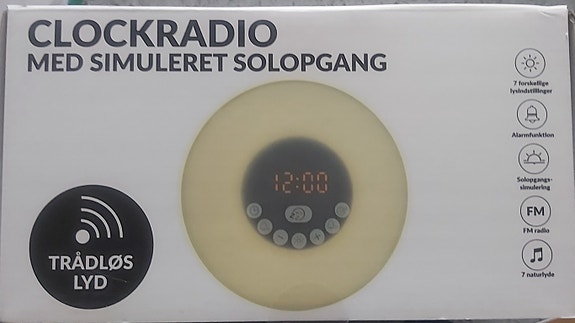 CLOCKRADIO
MED SIMULERET SOLOPGANG
12:00
TRÅDLØS
LYD
7 forskellige
lysindstillinger
Alarmfunktion
Solopgangs-
simulering
FM
FM radio
7 naturlyde